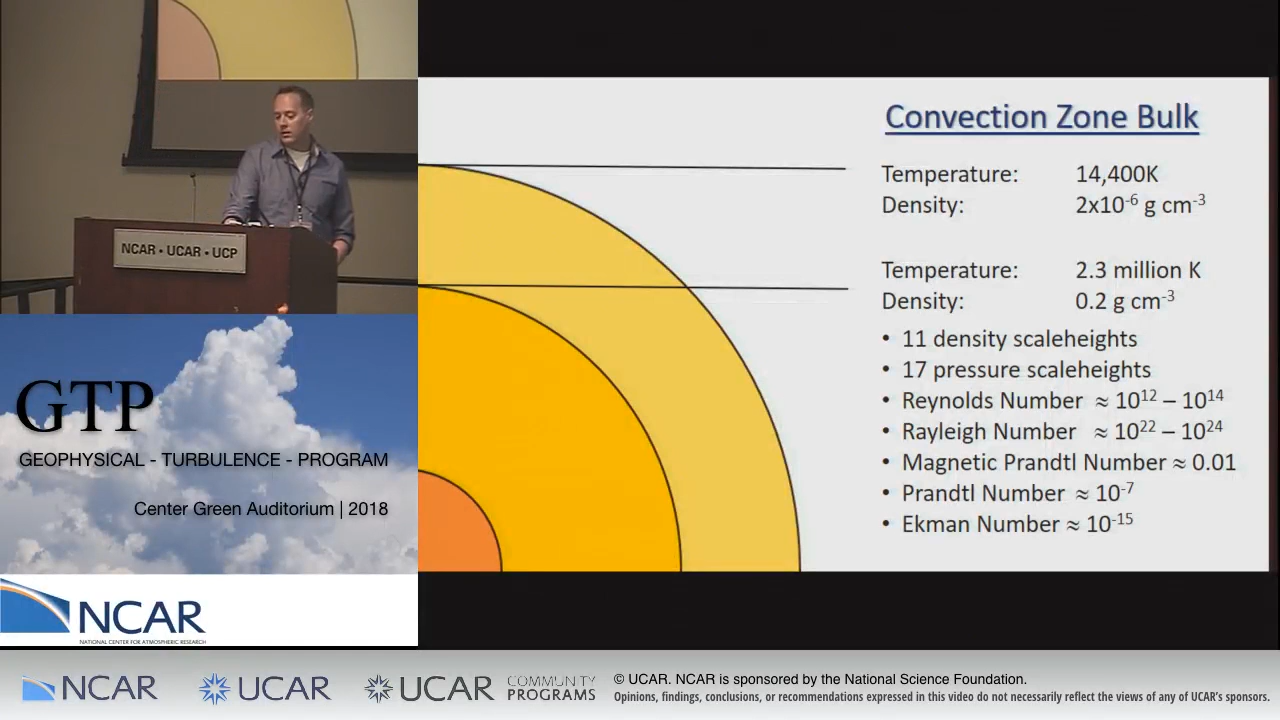 NCAR • UCAR • UCP
GTP
GEOPHYSICAL - TURBULENCE - PROGRAM
Center Green Auditorium | 2018
NCAR
NATIONAL CENTER FOR ATMOSPHERIC RESEARCH
Convection Zone Bulk
Temperature: 14,400K
Density: 2x10⁻⁶ g cm⁻³
Temperature: 2.3 million K
Density: 0.2 g cm⁻³
• 11 density scaleheights
• 17 pressure scaleheights
• Reynolds Number ≈ 10¹² – 10¹⁴
• Rayleigh Number ≈ 10²² – 10²⁴
• Magnetic Prandtl Number ≈ 0.01
• Prandtl Number ≈ 10⁻⁷
• Ekman Number ≈ 10⁻¹⁵
NCAR
UCAR
UCAR
COMMUNITY
PROGRAMS
© UCAR. NCAR is sponsored by the National Science Foundation.
Opinions, findings, conclusions, or recommendations expressed in this video do not necessarily reflect the views of any of UCAR's sponsors.